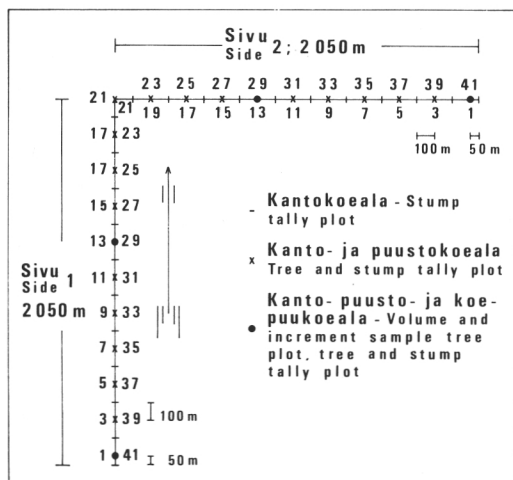 Sivu
Side 2; 2 050 m
23 25 27 29 31 33 35 37 39 41
21
21 19 17 15 13 11 9 7 5 3 1
17 23
100 m 50 m
17 25
15 27
- Kantokoeala - Stump
tally plot
13 29
x Kanto- ja puustokoeala
Tree and stump tally plot
Sivu
Side 1
2 050 m
11 31
9 33
● Kanto- puusto- ja koe-
puukoeala - Volume and
increment sample tree
plot, tree and stump
tally plot
7 35
5 37
3 39
100 m
1 41
50 m